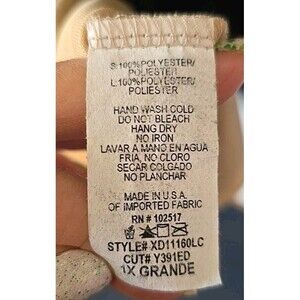 S:100%POLYESTER/
POLIESTER
L:100%POLYESTER/
POLIESTER
HAND WASH COLD
DO NOT BLEACH
HANG DRY
NO IRON
LAVAR A MANO EN AGUA
FRIA, NO CLORO
SECAR COLGADO
NO PLANCHAR
MADE IN U.S.A.
OF IMPORTED FABRIC
RN # 102517
STYLE# XD11160LC
CUT# Y391ED
1X GRANDE